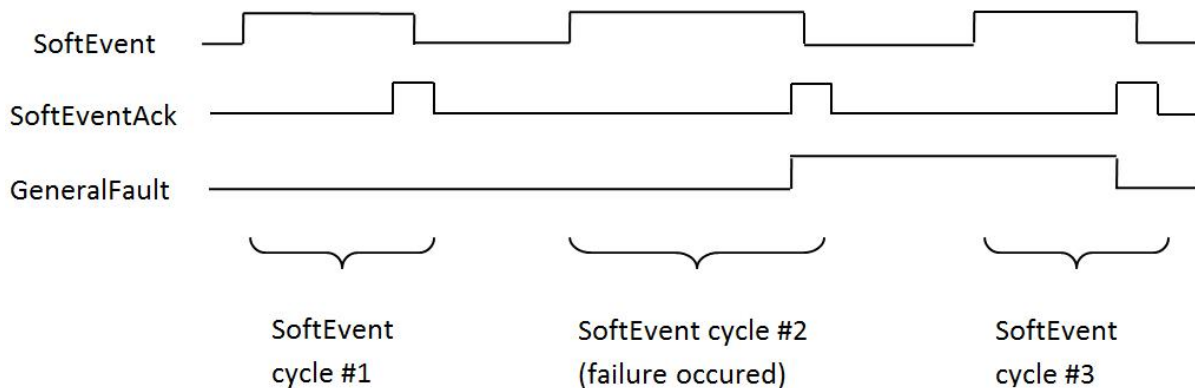 SoftEvent
SoftEventAck
GeneralFault
SoftEvent
cycle #1
SoftEvent cycle #2
(failure occured)
SoftEvent
cycle #3